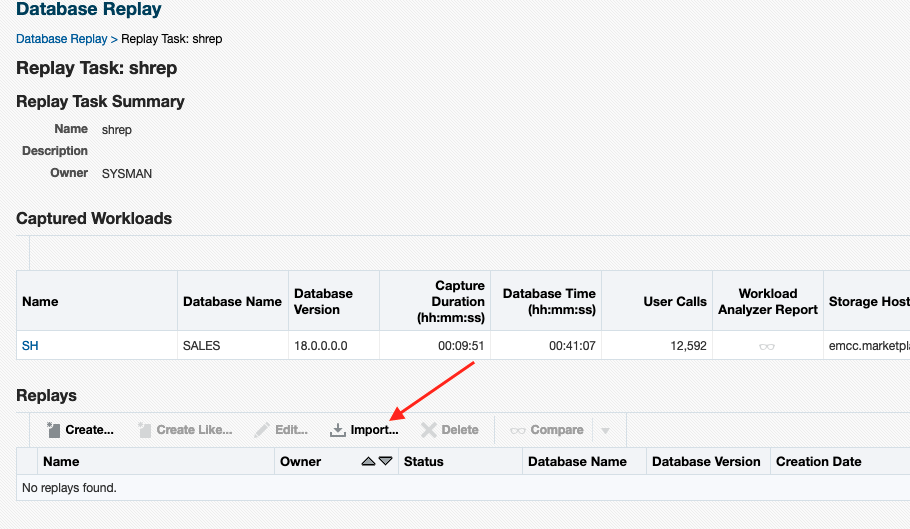 Database Replay
Database Replay > Replay Task: shrep
Replay Task: shrep
Replay Task Summary
Name shrep
Description
Owner SYSMAN
Captured Workloads
Name Database Name Database Version Capture Duration (hh:mm:ss) Database Time (hh:mm:ss) User Calls Workload Analyzer Report Storage Host
SH SALES 18.0.0.0.0 00:09:51 00:41:07 12,592 emcc.marketpla
Replays
Create... Create Like... Edit... Import... Delete Compare
Name Owner Status Database Name Database Version Creation Date
No replays found.